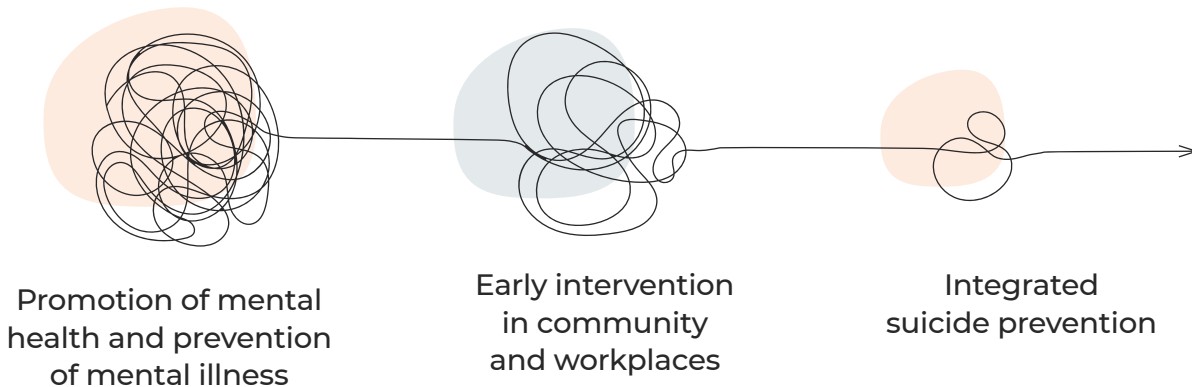 Promotion of mental
health and prevention
of mental illness
Early intervention
in community
and workplaces
Integrated
suicide prevention